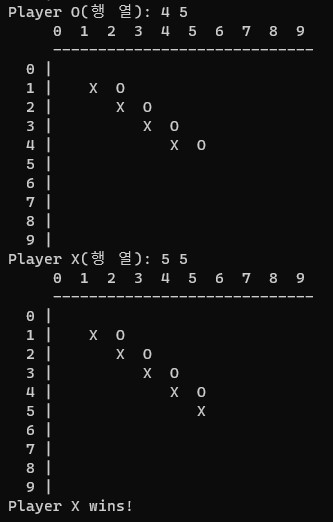 Player O(행 열): 4 5
0 1 2 3 4 5 6 7 8 9
-----------------------------
0 |
1 | X O
2 |   X O
3 |     X O
4 |       X O
5 |
6 |
7 |
8 |
9 |
Player X(행 열): 5 5
0 1 2 3 4 5 6 7 8 9
-----------------------------
0 |
1 | X O
2 |   X O
3 |     X O
4 |       X O
5 |         X
6 |
7 |
8 |
9 |
Player X wins!